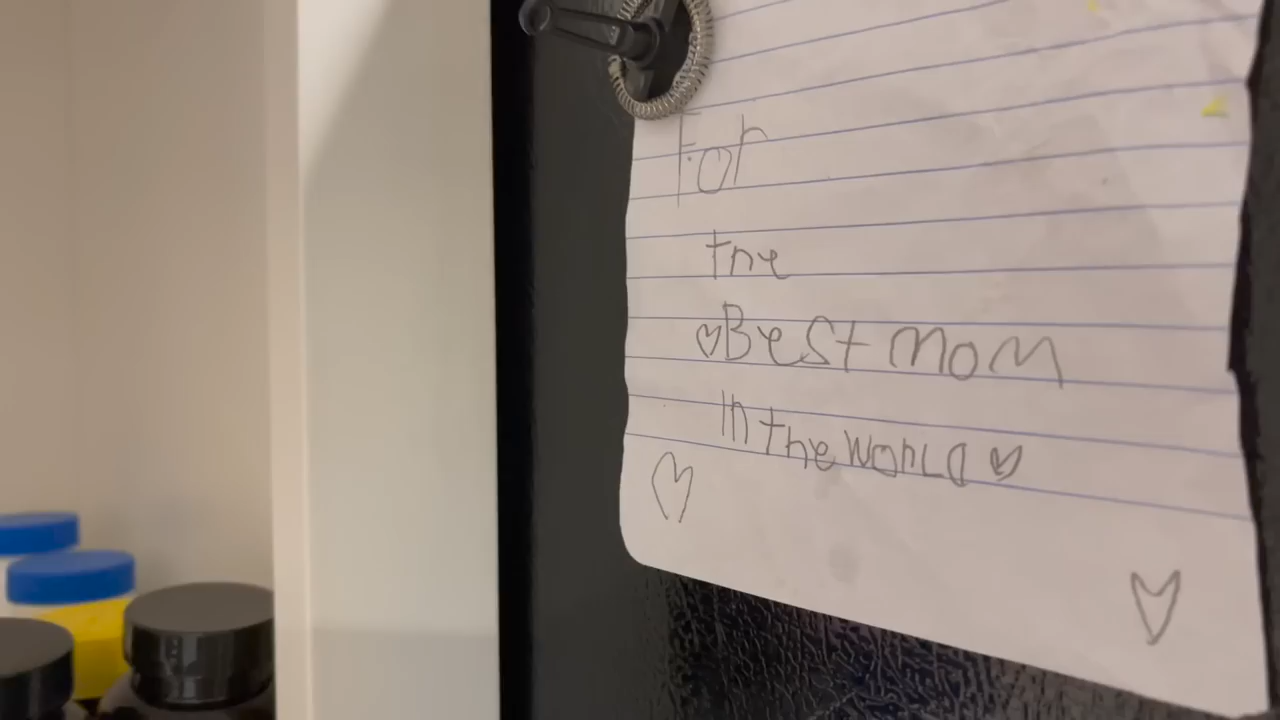 For
the
♡Best mom
In the world♡